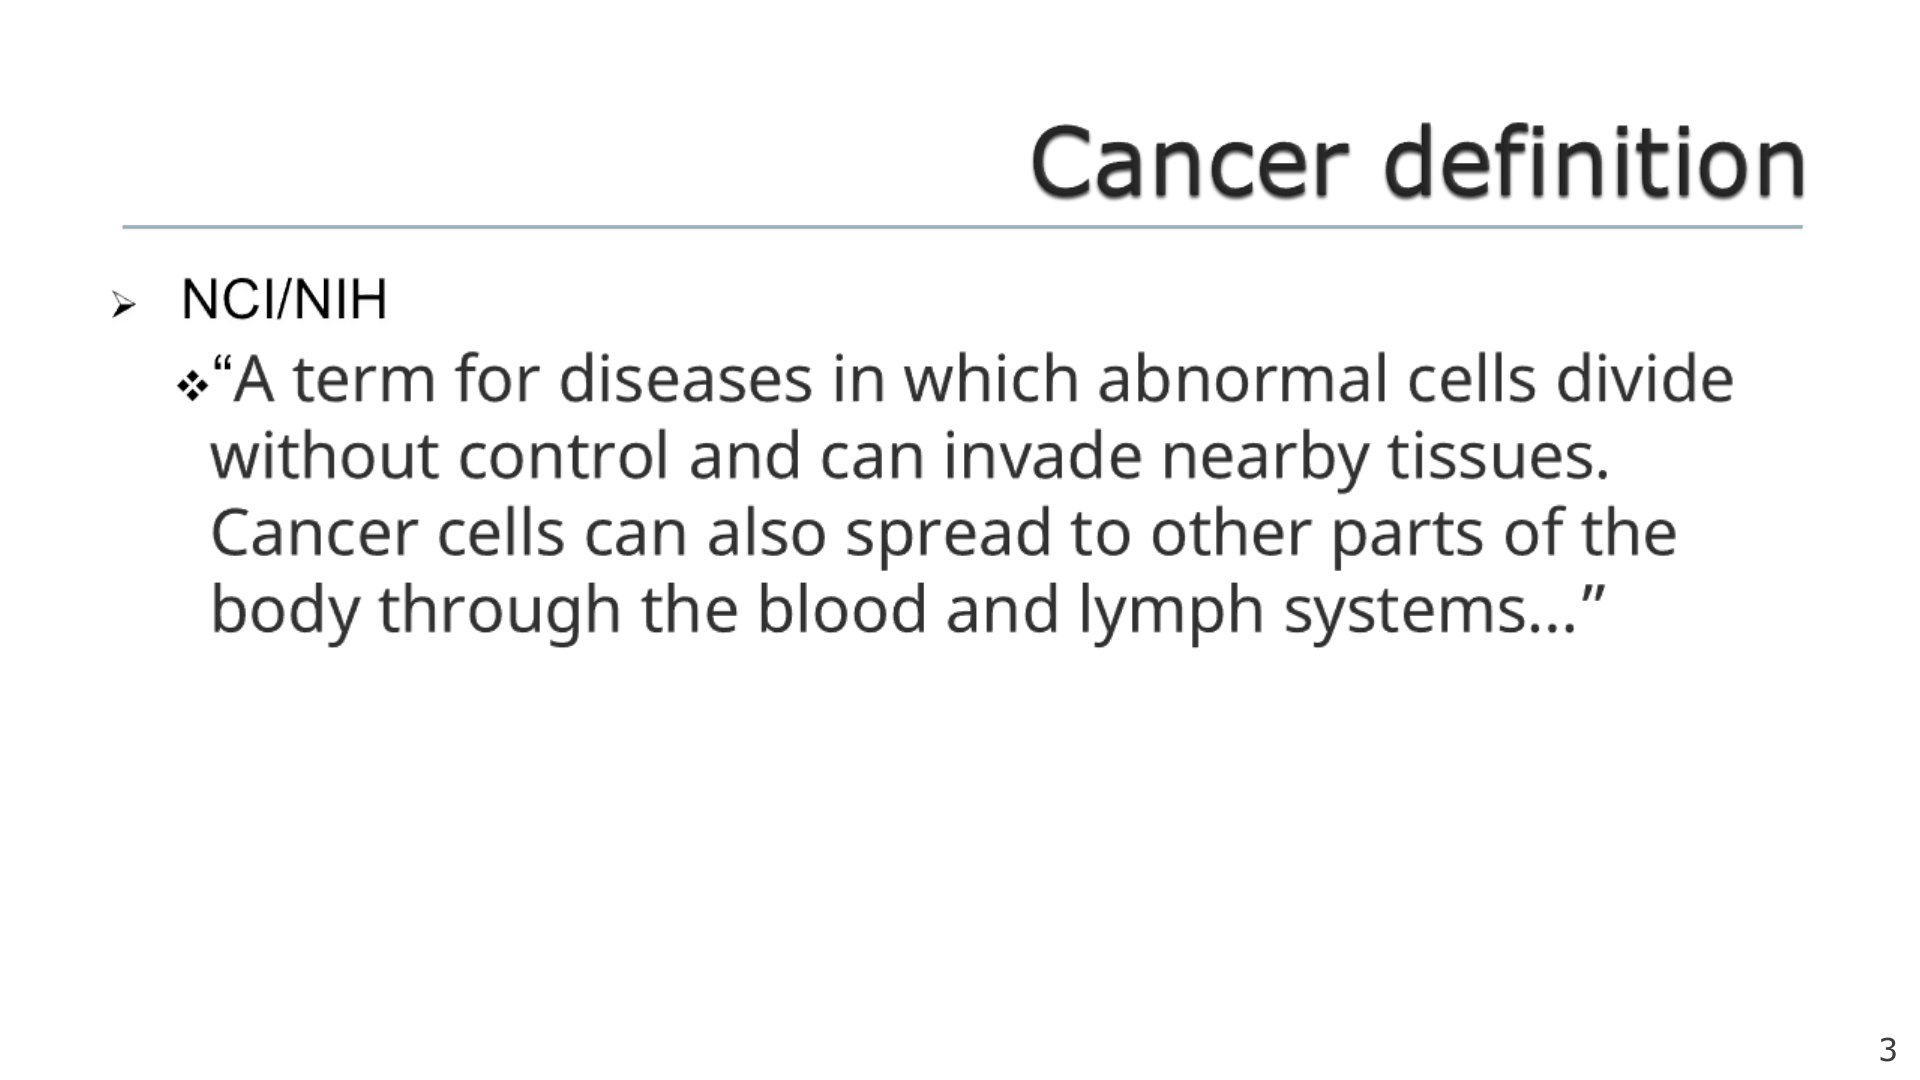 Cancer definition
➢ NCI/NIH
❖“A term for diseases in which abnormal cells divide
without control and can invade nearby tissues.
Cancer cells can also spread to other parts of the
body through the blood and lymph systems…”
3